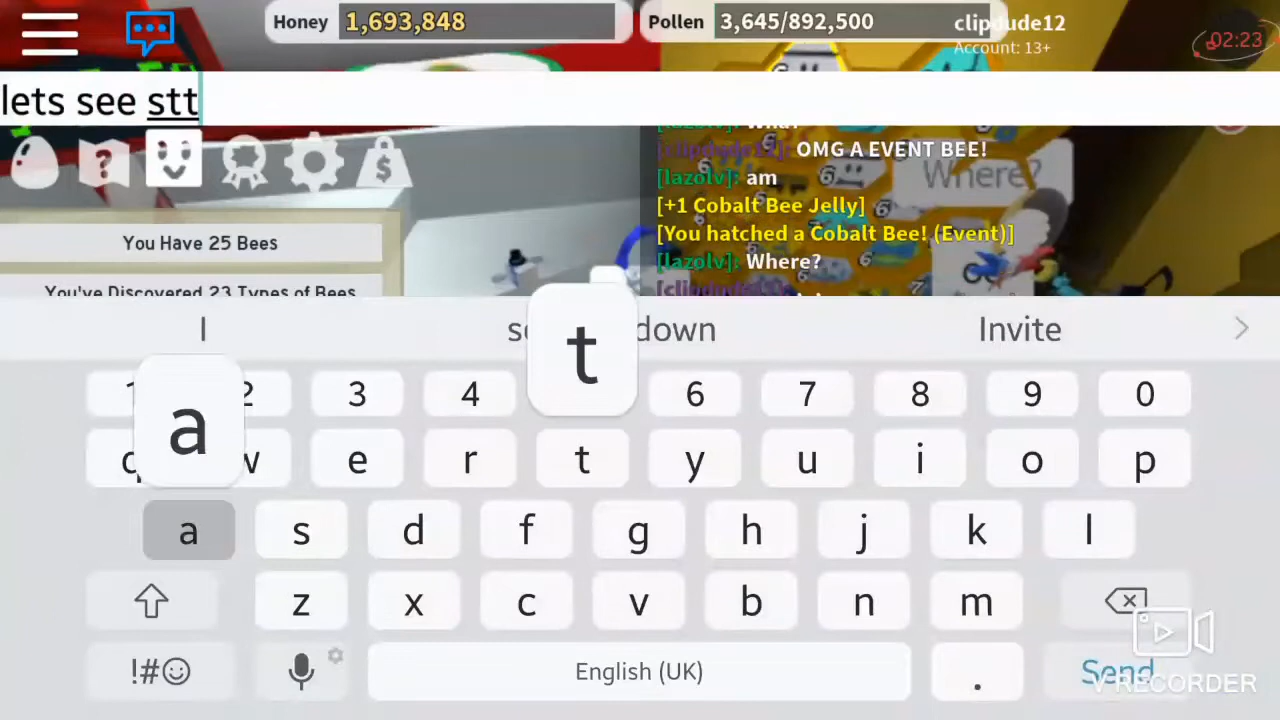 Honey 1,693,848
Pollen 3,645/892,500
clipdude12
Account: 13+
02:23
lets see stt
OMG A EVENT BEE!
[lazolv]: am
[+1 Cobalt Bee Jelly]
[You hatched a Cobalt Bee! (Event)]
[lazolv]: Where?
Where?
You Have 25 Bees
You've Discovered 23 Types of Bees
I
down
Invite
a
t
1 2 3 4 6 7 8 9 0
q w e r t y u i o p
a s d f g h j k l
z x c v b n m
!#☺ English (UK) . Send
V RECORDER